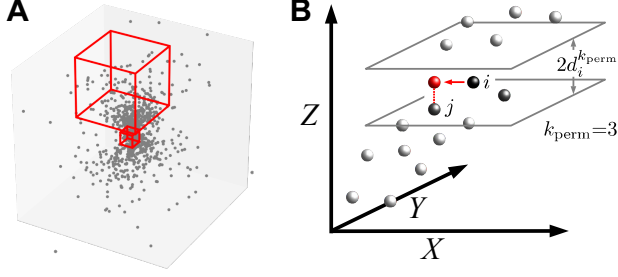 A
B
Z
2d_i^{k_perm}
i
j
k_perm=3
Y
X